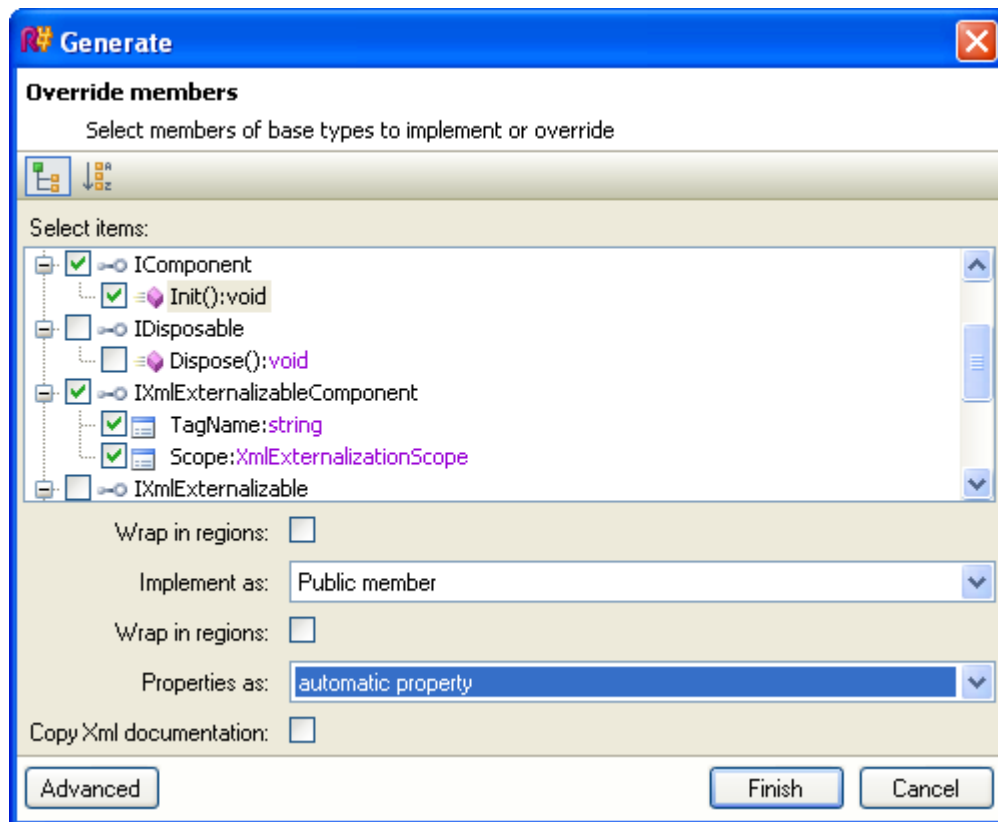 R# Generate
Override members
Select members of base types to implement or override
Select items:
IComponent
Init():void
IDisposable
Dispose():void
IXmlExternalizableComponent
TagName:string
Scope:XmlExternalizationScope
IXmlExternalizable
Wrap in regions:
Implement as: Public member
Wrap in regions:
Properties as: automatic property
Copy Xml documentation:
Advanced Finish Cancel